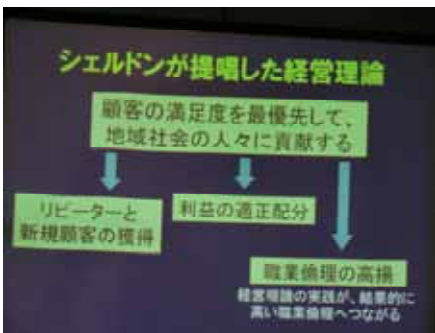 シェルドンが提唱した経営理論
顧客の満足度を最優先して、
地域社会の人々に貢献する
リピーターと
新規顧客の獲得
利益の適正配分
職業倫理の高揚
経営理論の実践が、結果的に
高い職業倫理へつながる